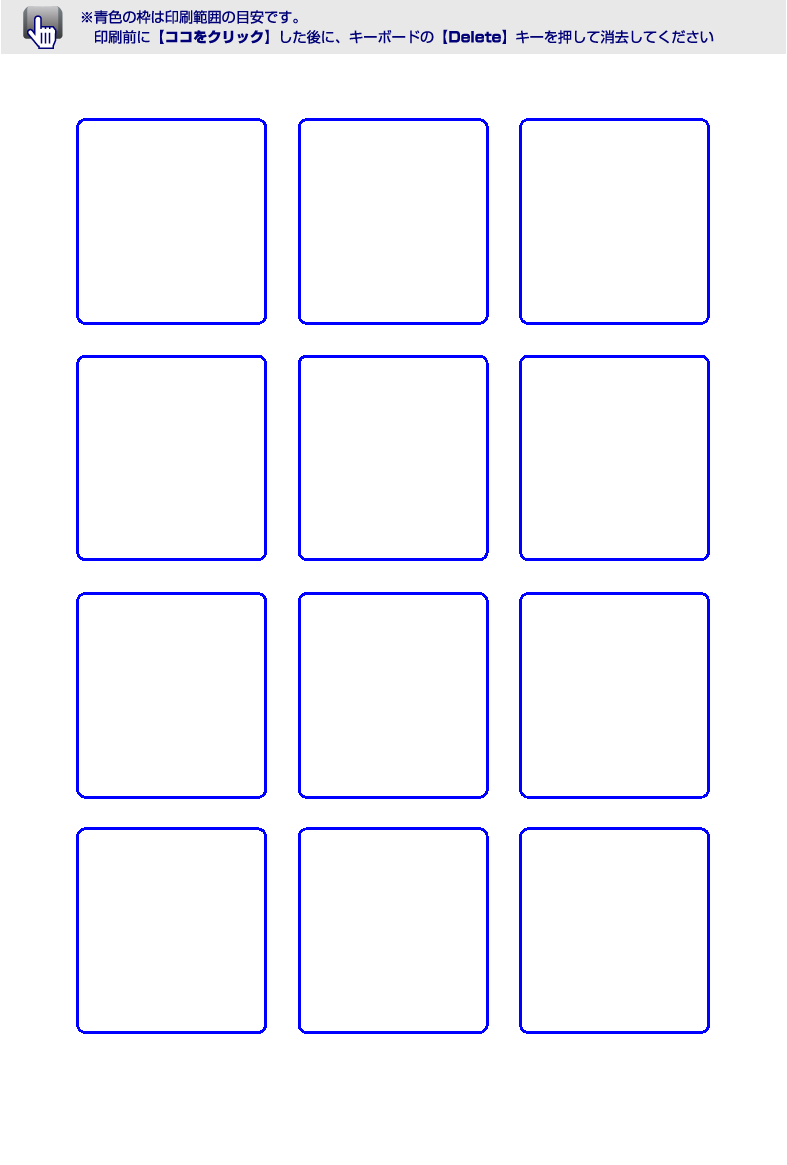 ※青色の枠は印刷範囲の目安です。
印刷前に【ココをクリック】した後に、キーボードの【Delete】キーを押して消去してください